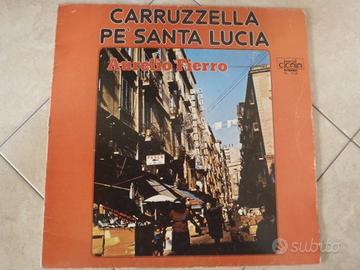 CARRUZZELLA
PE' SANTA LUCIA
Aurelio Fierro
subito